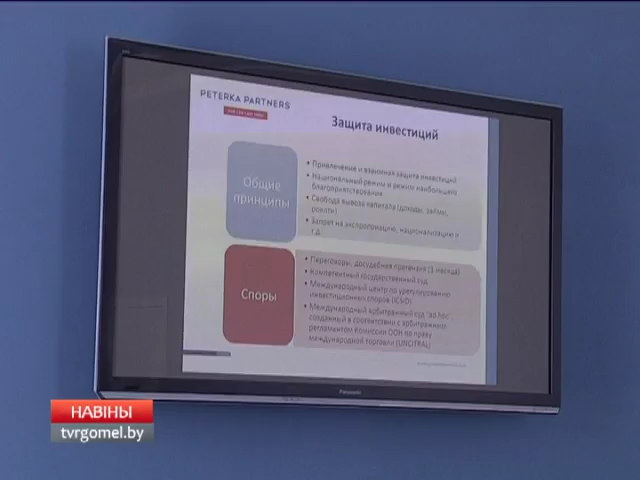 PETERKA PARTNERS
Защита инвестиций
Общие
принципы
• Привлечение и взаимная защита инвестиций
• Национальный режим и режим наибольшего
благоприятствования
• Свобода вывоза капитала (доходы, займы,
роялти)
• Запрет на экспроприацию, национализацию и
т.д.
Споры
• Переговоры, досудебная претензия (3 месяца)
• Компетентный государственный суд
• Международный центр по урегулированию
инвестиционных споров (ICSID)
• Международный арбитражный суд "ad hoc",
созданный в соответствии с арбитражным
регламентом Комиссии ООН по праву
международной торговли (UNCITRAL)
Panasonic
НАВІНЫ
tvrgomel.by